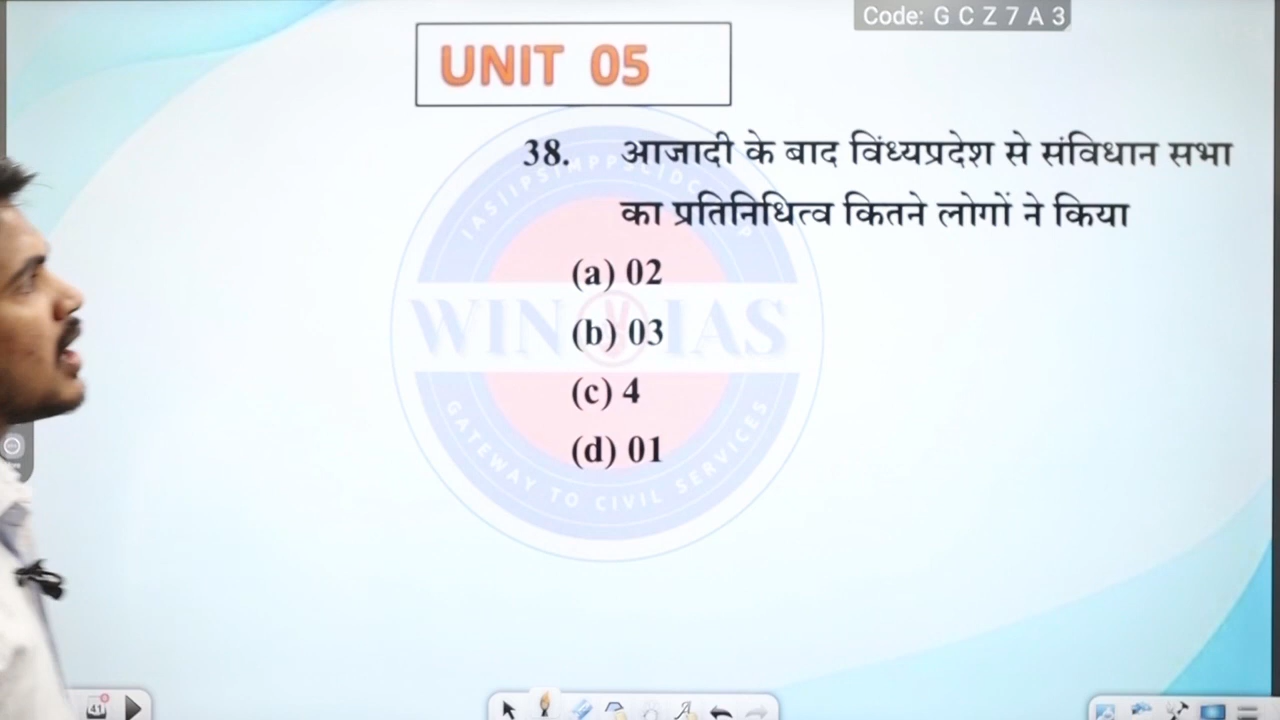 Code: G C Z 7 A 3
UNIT 05
38. आजादी के बाद विंध्यप्रदेश से संविधान सभा
का प्रतिनिधित्व कितने लोगों ने किया
(a) 02
(b) 03
(c) 4
(d) 01
WIN IAS
GATEWAY TO CIVIL SERVICES
41